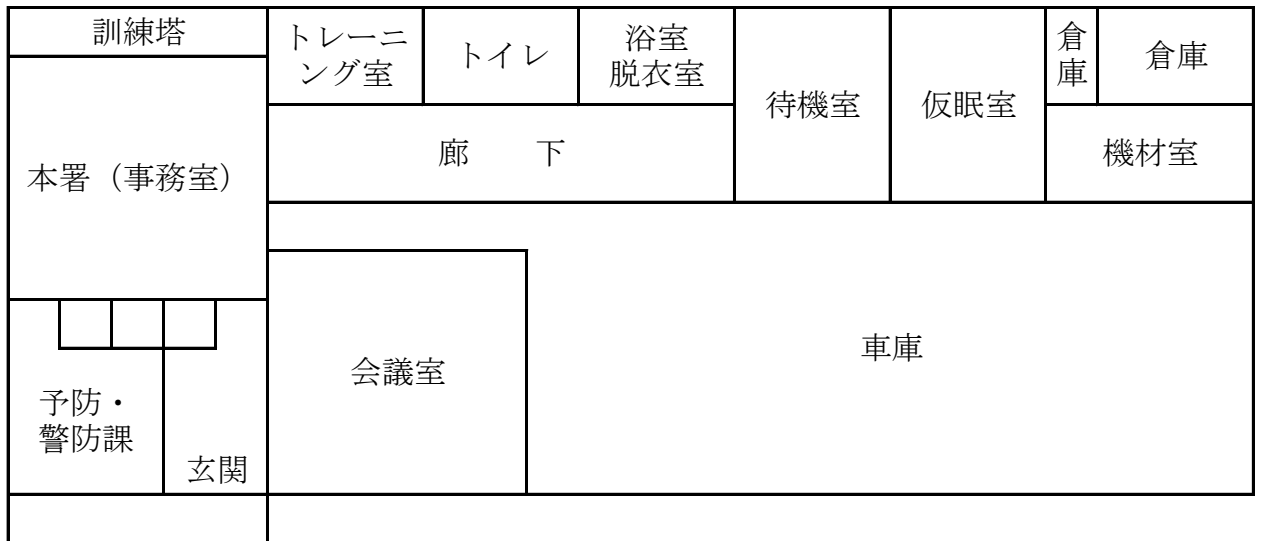 訓練塔
トレーニ
ング室
トイレ
浴室
脱衣室
待機室
仮眠室
倉
庫
倉庫
本署（事務室）
廊　　下
機材室
会議室
車庫
予防・
警防課
玄関